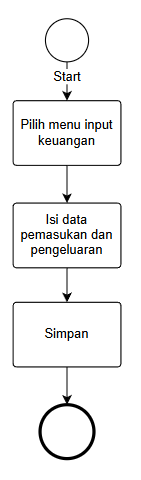 Start
Pilih menu input
keuangan
Isi data
pemasukan dan
pengeluaran
Simpan